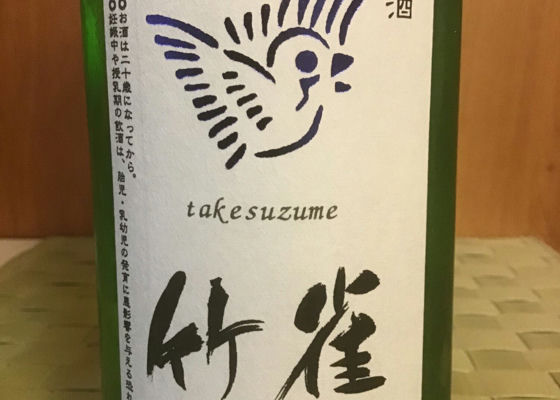 酒
お酒は二十歳になってから。
妊娠中や授乳期の飲酒は、胎児・乳幼児の発育に悪影響を与える恐れ
takesuzume
竹雀